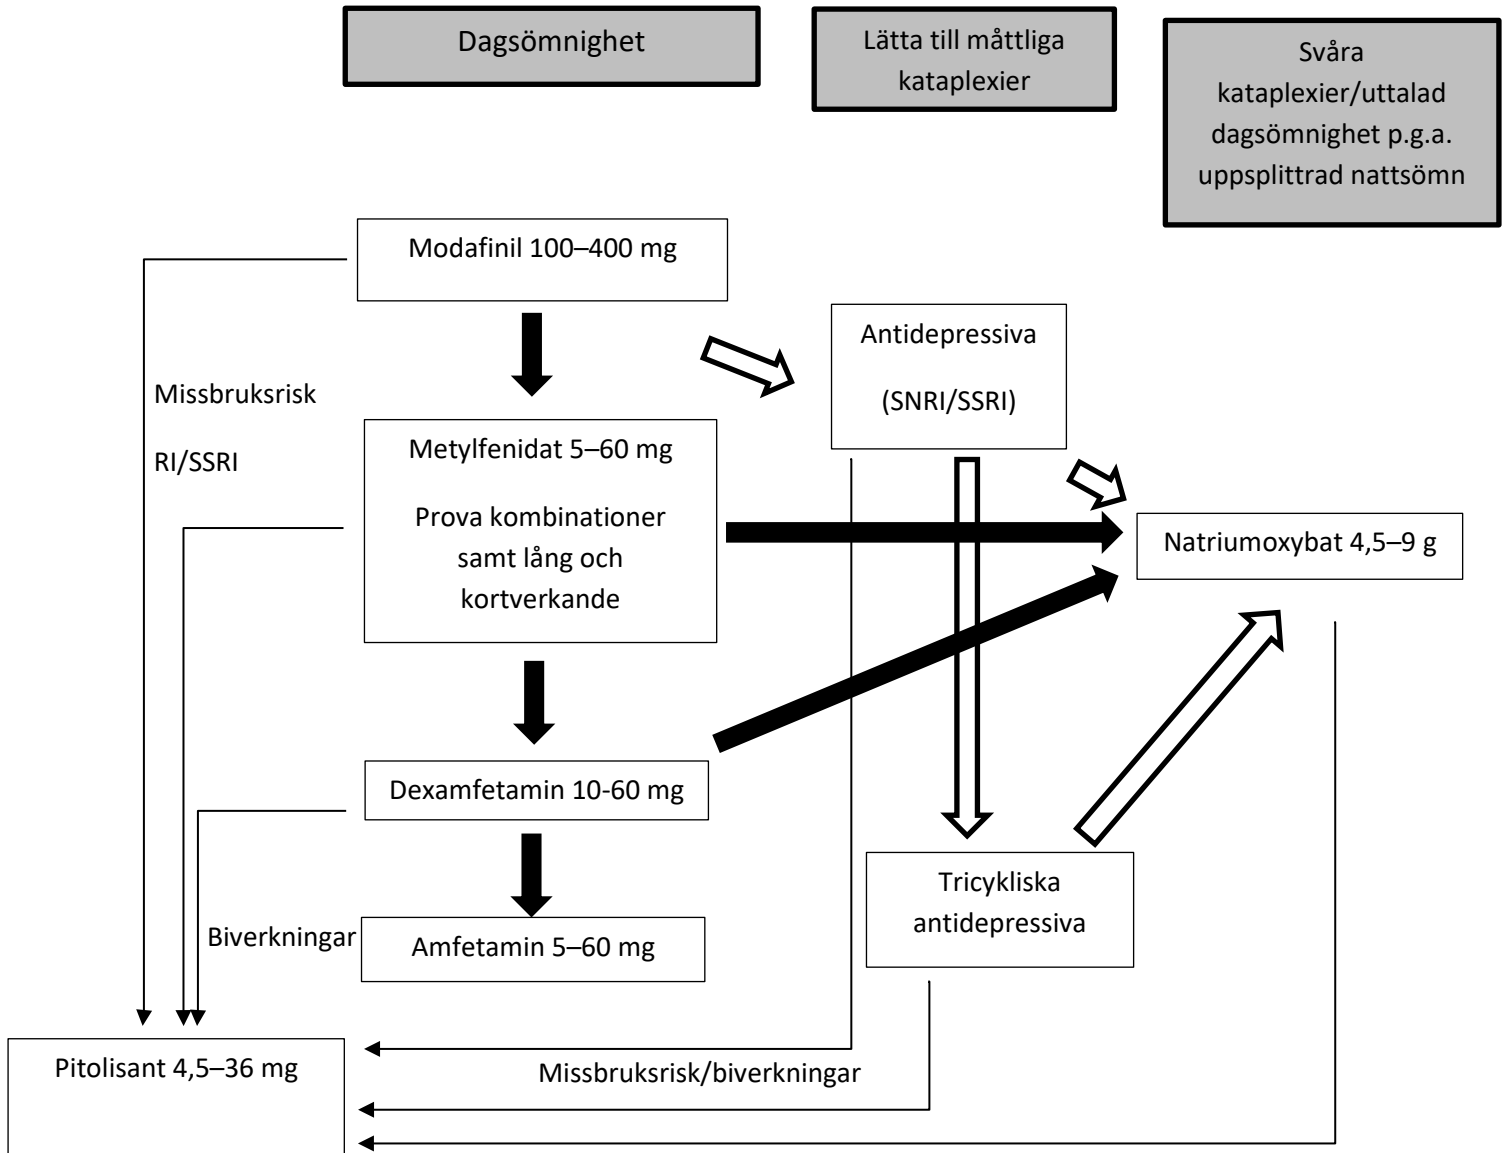 Dagsömnighet
Lätta till måttliga
kataplexier
Svåra
kataplexier/uttalad
dagsömnighet p.g.a.
uppsplittrad nattsömn
Modafinil 100–400 mg
Antidepressiva
(SNRI/SSRI)
Missbruksrisk
RI/SSRI
Metylfenidat 5–60 mg
Prova kombinationer
samt lång och
kortverkande
Natriumoxybat 4,5–9 g
Dexamfetamin 10-60 mg
Tricykliska
antidepressiva
Biverkningar
Amfetamin 5–60 mg
Pitolisant 4,5–36 mg
Missbruksrisk/biverkningar